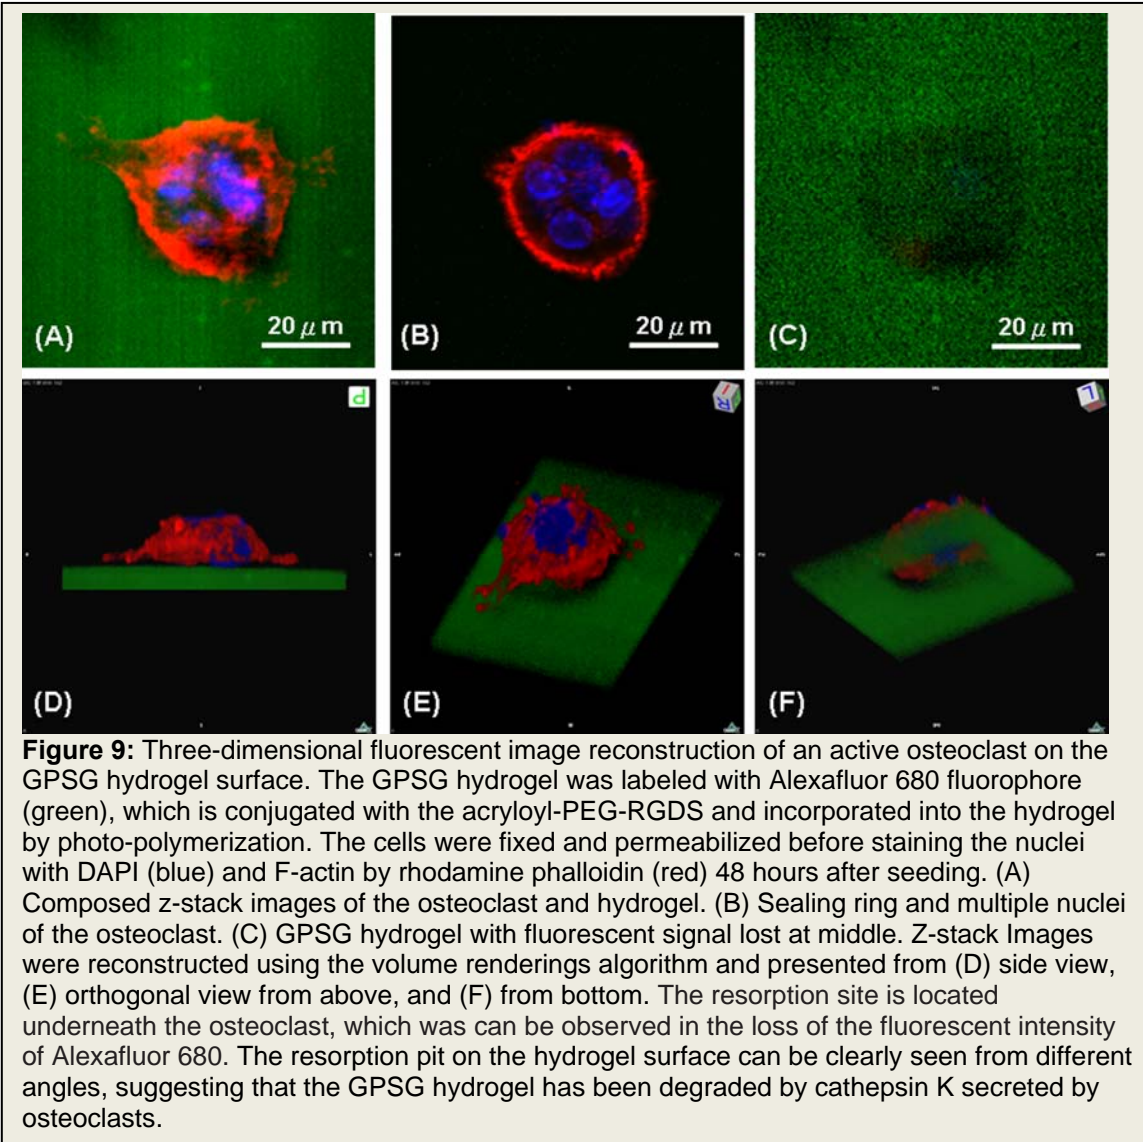 (A) 20 μm
(B) 20 μm
(C) 20 μm
(D)
(E)
(F)
Figure 9: Three-dimensional fluorescent image reconstruction of an active osteoclast on the
GPSG hydrogel surface. The GPSG hydrogel was labeled with Alexafluor 680 fluorophore
(green), which is conjugated with the acryloyl-PEG-RGDS and incorporated into the hydrogel
by photo-polymerization. The cells were fixed and permeabilized before staining the nuclei
with DAPI (blue) and F-actin by rhodamine phalloidin (red) 48 hours after seeding. (A)
Composed z-stack images of the osteoclast and hydrogel. (B) Sealing ring and multiple nuclei
of the osteoclast. (C) GPSG hydrogel with fluorescent signal lost at middle. Z-stack Images
were reconstructed using the volume renderings algorithm and presented from (D) side view,
(E) orthogonal view from above, and (F) from bottom. The resorption site is located
underneath the osteoclast, which was can be observed in the loss of the fluorescent intensity
of Alexafluor 680. The resorption pit on the hydrogel surface can be clearly seen from different
angles, suggesting that the GPSG hydrogel has been degraded by cathepsin K secreted by
osteoclasts.